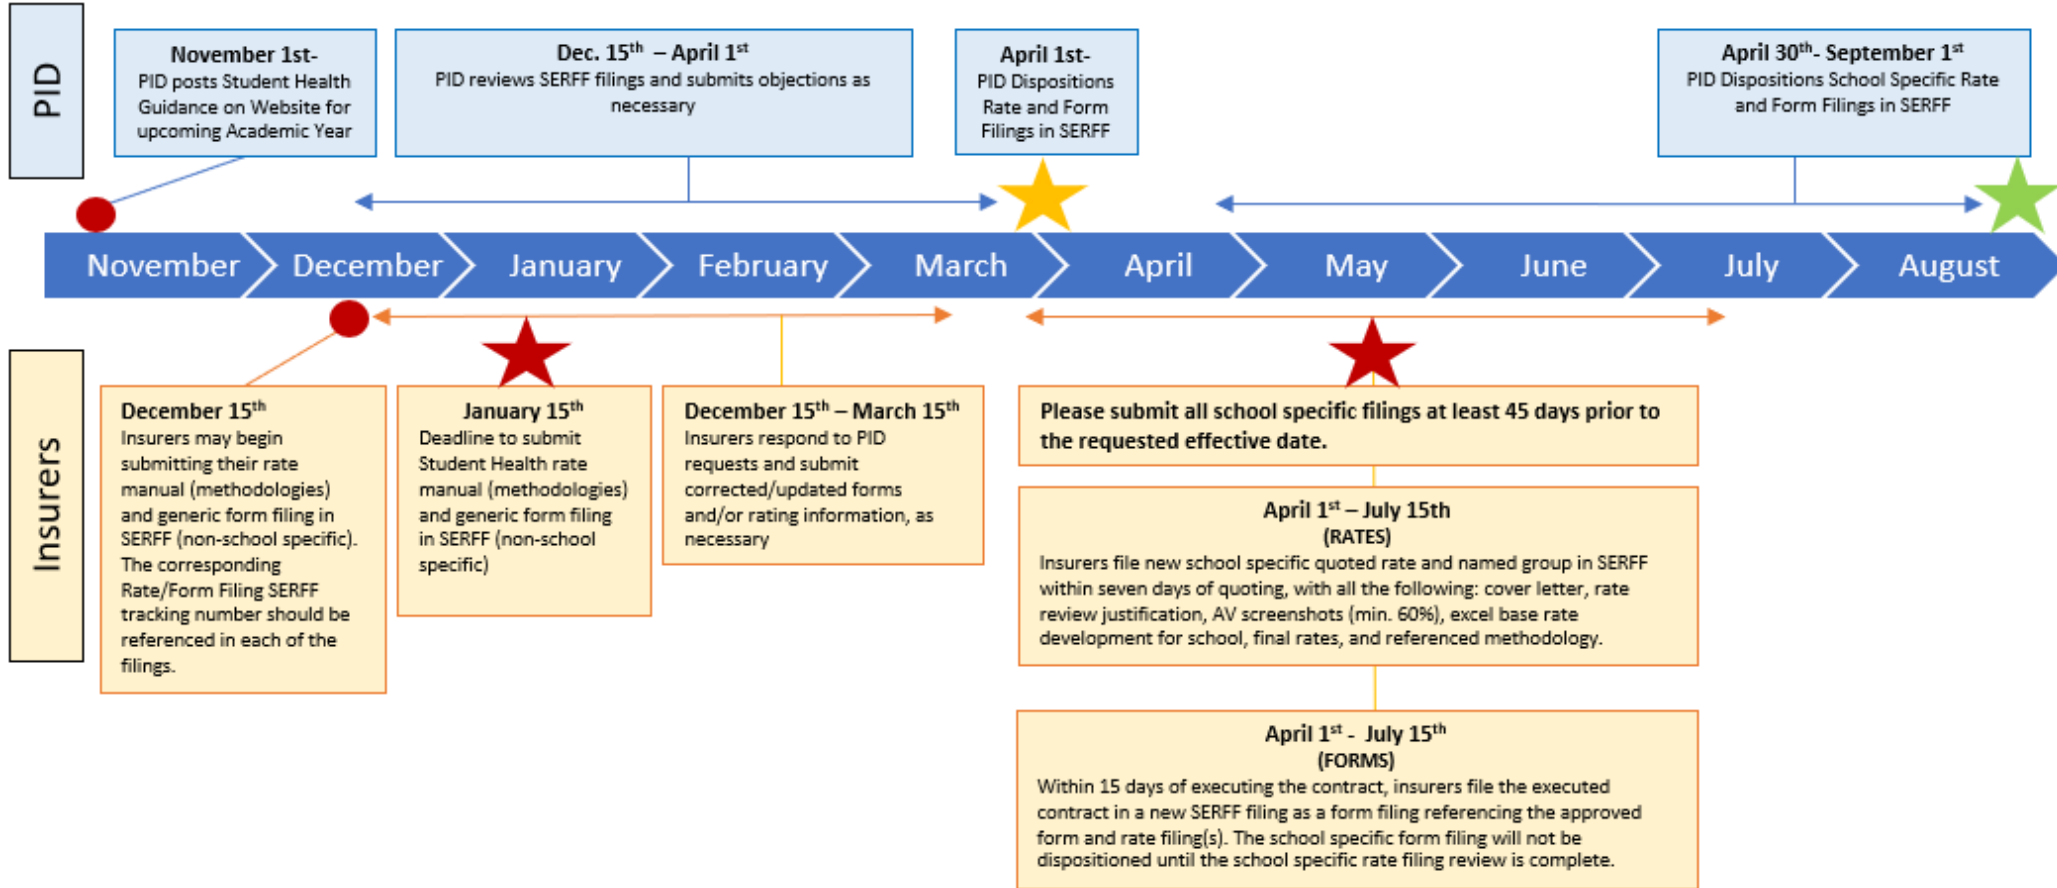 PID
November 1st-
PID posts Student Health
Guidance on Website for
upcoming Academic Year
Dec. 15th – April 1st
PID reviews SERFF filings and submits objections as
necessary
April 1st-
PID Dispositions
Rate and Form
Filings in SERFF
April 30th- September 1st
PID Dispositions School Specific Rate
and Form Filings in SERFF
November
December
January
February
March
April
May
June
July
August
Insurers
December 15th
Insurers may begin
submitting their rate
manual (methodologies)
and generic form filing in
SERFF (non-school specific).
The corresponding
Rate/Form Filing SERFF
tracking number should be
referenced in each of the
filings.
January 15th
Deadline to submit
Student Health rate
manual (methodologies)
and generic form filing
in SERFF (non-school
specific)
December 15th – March 15th
Insurers respond to PID
requests and submit
corrected/updated forms
and/or rating information, as
necessary
Please submit all school specific filings at least 45 days prior to
the requested effective date.
April 1st – July 15th
(RATES)
Insurers file new school specific quoted rate and named group in SERFF
within seven days of quoting, with all the following: cover letter, rate
review justification, AV screenshots (min. 60%), excel base rate
development for school, final rates, and referenced methodology.
April 1st - July 15th
(FORMS)
Within 15 days of executing the contract, insurers file the executed
contract in a new SERFF filing as a form filing referencing the approved
form and rate filing(s). The school specific form filing will not be
dispositioned until the school specific rate filing review is complete.